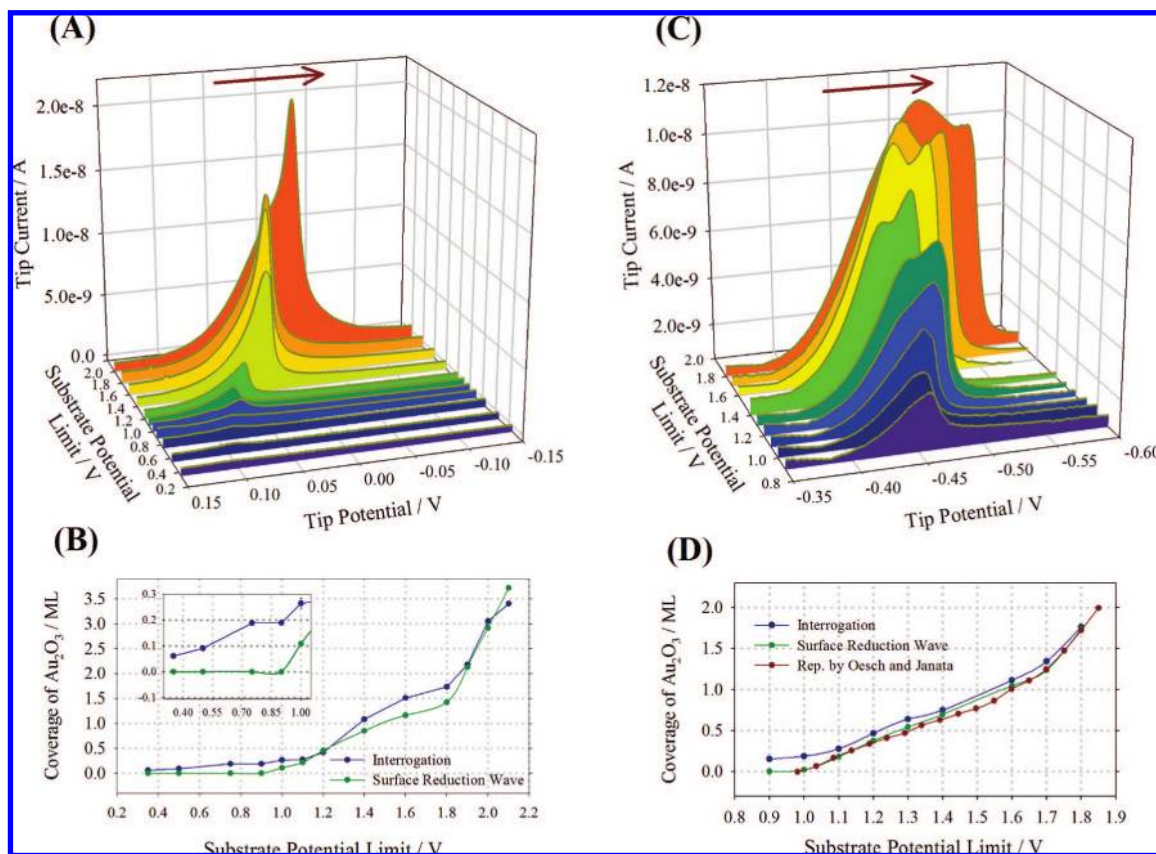 (A)
2.0e-8
1.5e-8
1.0e-8
5.0e-9
0.0
Tip Current / A
2.0
1.8
1.6
1.4
1.2
1.0
0.8
0.6
0.4
0.2
Substrate Potential
Limit / V
0.15
0.10
0.05
0.00
-0.05
-0.10
-0.15
Tip Potential / V
(C)
1.2e-8
1.0e-8
8.0e-9
6.0e-9
4.0e-9
2.0e-9
Tip Current / A
2.0
1.8
1.6
1.4
1.2
1.0
0.8
Substrate Potential
Limit / V
-0.35
-0.40
-0.45
-0.50
-0.55
-0.60
Tip Potential / V
(B)
Coverage of Au₂O₃ / ML
3.5
3.0
2.5
2.0
1.5
1.0
0.5
0.0
0.3
0.2
0.1
0.0
-0.1
0.40 0.55 0.70 0.85 1.00
Interrogation
Surface Reduction Wave
0.2 0.4 0.6 0.8 1.0 1.2 1.4 1.6 1.8 2.0 2.2
Substrate Potential Limit / V
(D)
Coverage of Au₂O₃ / ML
2.0
1.5
1.0
0.5
0.0
Interrogation
Surface Reduction Wave
Rep. by Oesch and Janata
0.8 0.9 1.0 1.1 1.2 1.3 1.4 1.5 1.6 1.7 1.8 1.9
Substrate Potential Limit / V